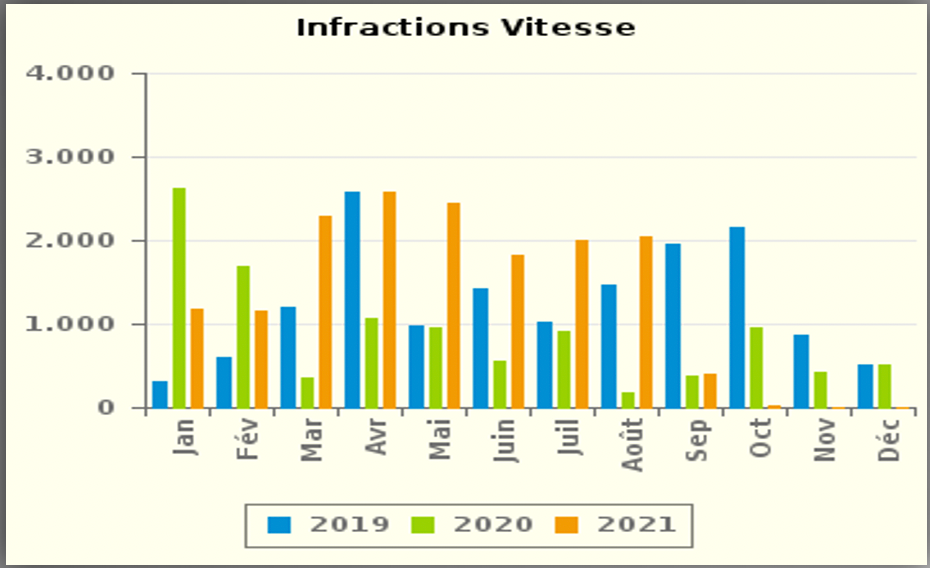 Infractions Vitesse
4.000
3.000
2.000
1.000
0
Jan Fév Mar Avr Mai Juin Juil Août Sep Oct Nov Déc
2019 2020 2021